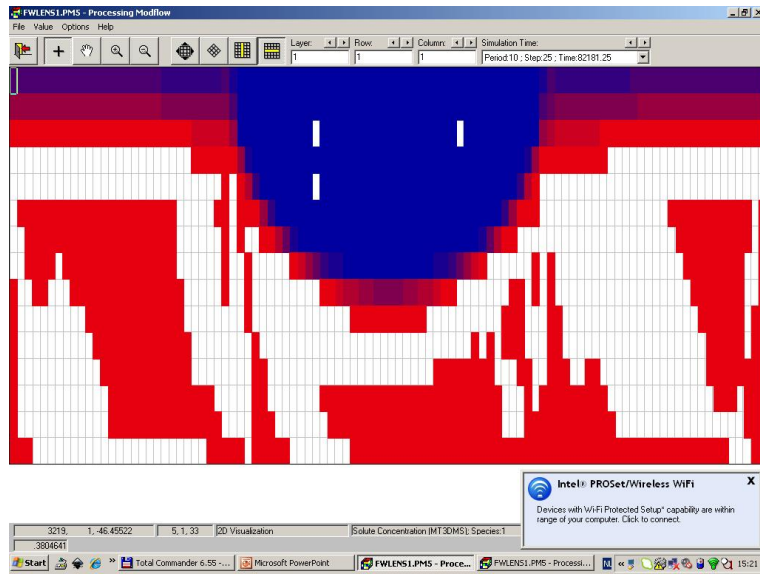 FWLENS1.PM5 - Processing Modflow
File Value Options Help
Layer: Row: Column: Simulation Time:
1 1 1 Period:10 ; Step:25 ; Time:82181.25
Intel® PROSet/Wireless WiFi X
Devices with Wi-Fi Protected Setup* capability are within
range of your computer. Click to connect.
3219, 1, -46.45522 5, 1, 33 2D Visualization Solute Concentration (MT3DMS); Species:1
.3804641
Start » Total Commander 6.55 -... Microsoft PowerPoint FWLENS1.PM5 - Proce... FWLENS1.PM5 - Processi... NL « 15:21